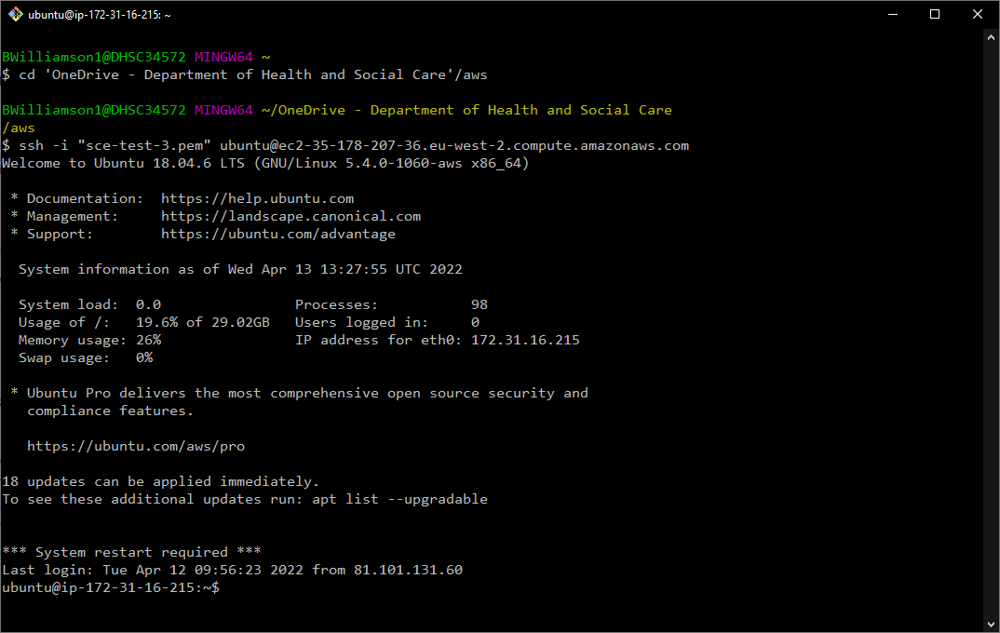 ubuntu@ip-172-31-16-215: ~
BWilliamson1@DHSC34572 MINGW64 ~
$ cd 'OneDrive - Department of Health and Social Care'/aws
BWilliamson1@DHSC34572 MINGW64 ~/OneDrive - Department of Health and Social Care
/aws
$ ssh -i "sce-test-3.pem" ubuntu@ec2-35-178-207-36.eu-west-2.compute.amazonaws.com
Welcome to Ubuntu 18.04.6 LTS (GNU/Linux 5.4.0-1060-aws x86_64)
* Documentation:  https://help.ubuntu.com
* Management:     https://landscape.canonical.com
* Support:        https://ubuntu.com/advantage
System information as of Wed Apr 13 13:27:55 UTC 2022
System load:  0.0                Processes:           98
Usage of /:   19.6% of 29.02GB   Users logged in:     0
Memory usage: 26%                IP address for eth0: 172.31.16.215
Swap usage:   0%
* Ubuntu Pro delivers the most comprehensive open source security and
compliance features.
https://ubuntu.com/aws/pro
18 updates can be applied immediately.
To see these additional updates run: apt list --upgradable
*** System restart required ***
Last login: Tue Apr 12 09:56:23 2022 from 81.101.131.60
ubuntu@ip-172-31-16-215:~$